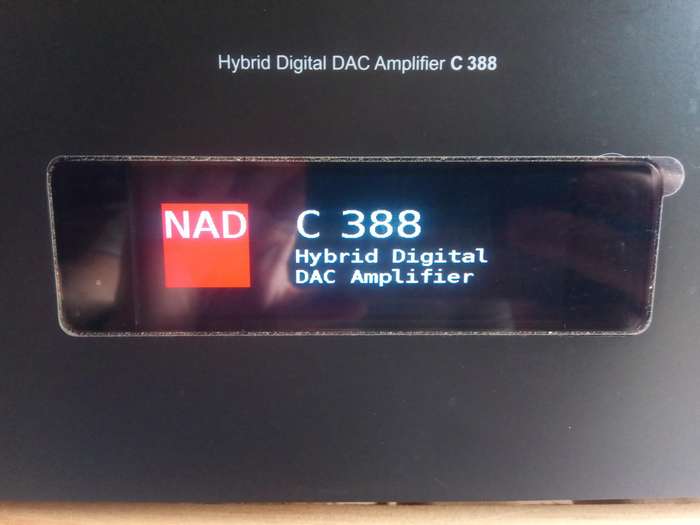 Hybrid Digital DAC Amplifier C 388
NAD
C 388
Hybrid Digital
DAC Amplifier